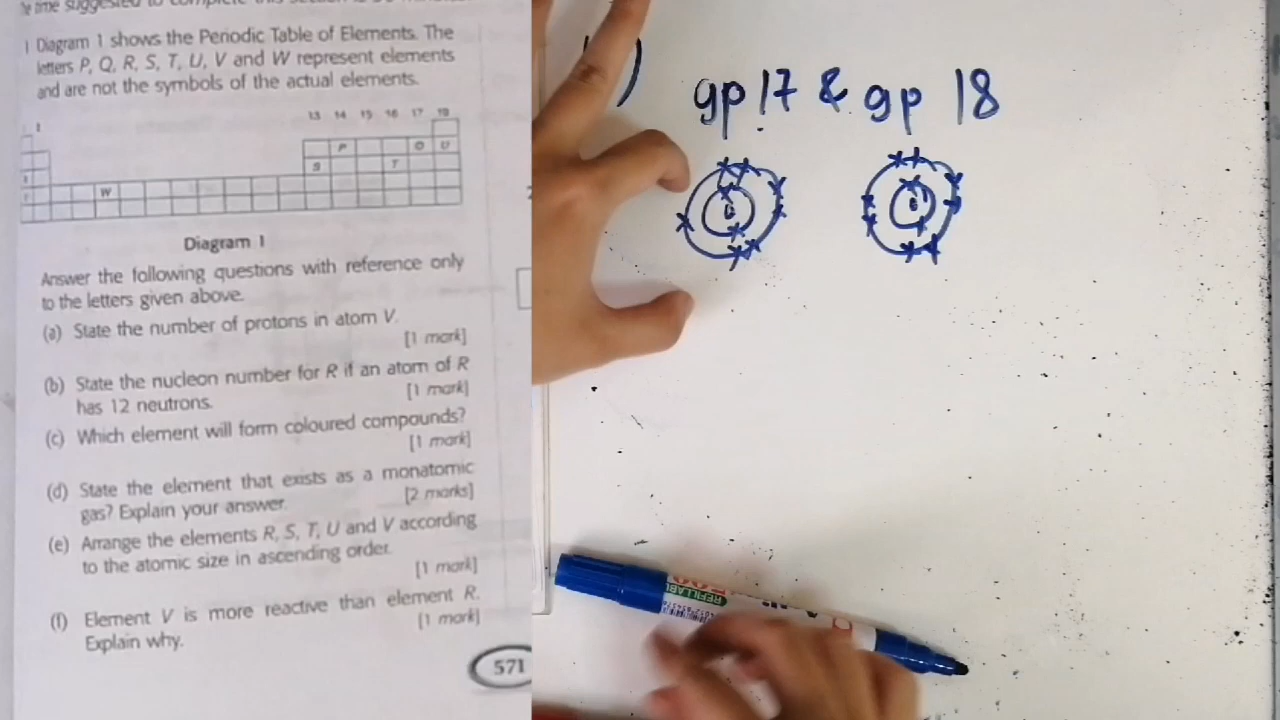 time suggested to complete this section is
1 Diagram 1 shows the Periodic Table of Elements. The
letters P, Q, R, S, T, U, V and W represent elements
and are not the symbols of the actual elements.
1 13 14 15 16 17 18
P Q U
S T
W
Diagram 1
Answer the following questions with reference only
to the letters given above.
(a) State the number of protons in atom V.
[1 mark]
(b) State the nucleon number for R if an atom of R
has 12 neutrons. [1 mark]
(c) Which element will form coloured compounds?
[1 mark]
(d) State the element that exists as a monatomic
gas? Explain your answer. [2 marks]
(e) Arrange the elements R, S, T, U and V according
to the atomic size in ascending order.
[1 mark]
(f) Element V is more reactive than element R.
Explain why. [1 mark]
571
)
gp 17 & gp 18
REFILLABLE